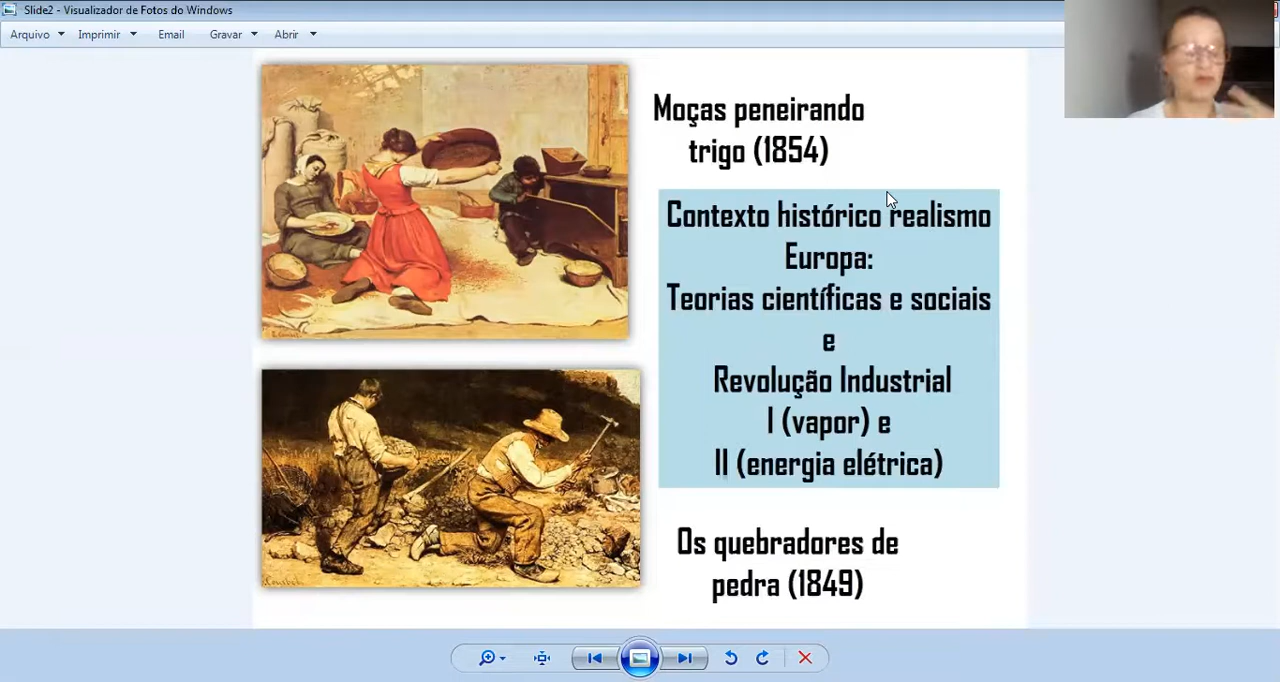 Slide2 - Visualizador de Fotos do Windows
Arquivo Imprimir Email Gravar Abrir
Moças peneirando
trigo (1854)
Contexto histórico realismo
Europa:
Teorias científicas e sociais
e
Revolução Industrial
I (vapor) e
II (energia elétrica)
Os quebradores de
pedra (1849)